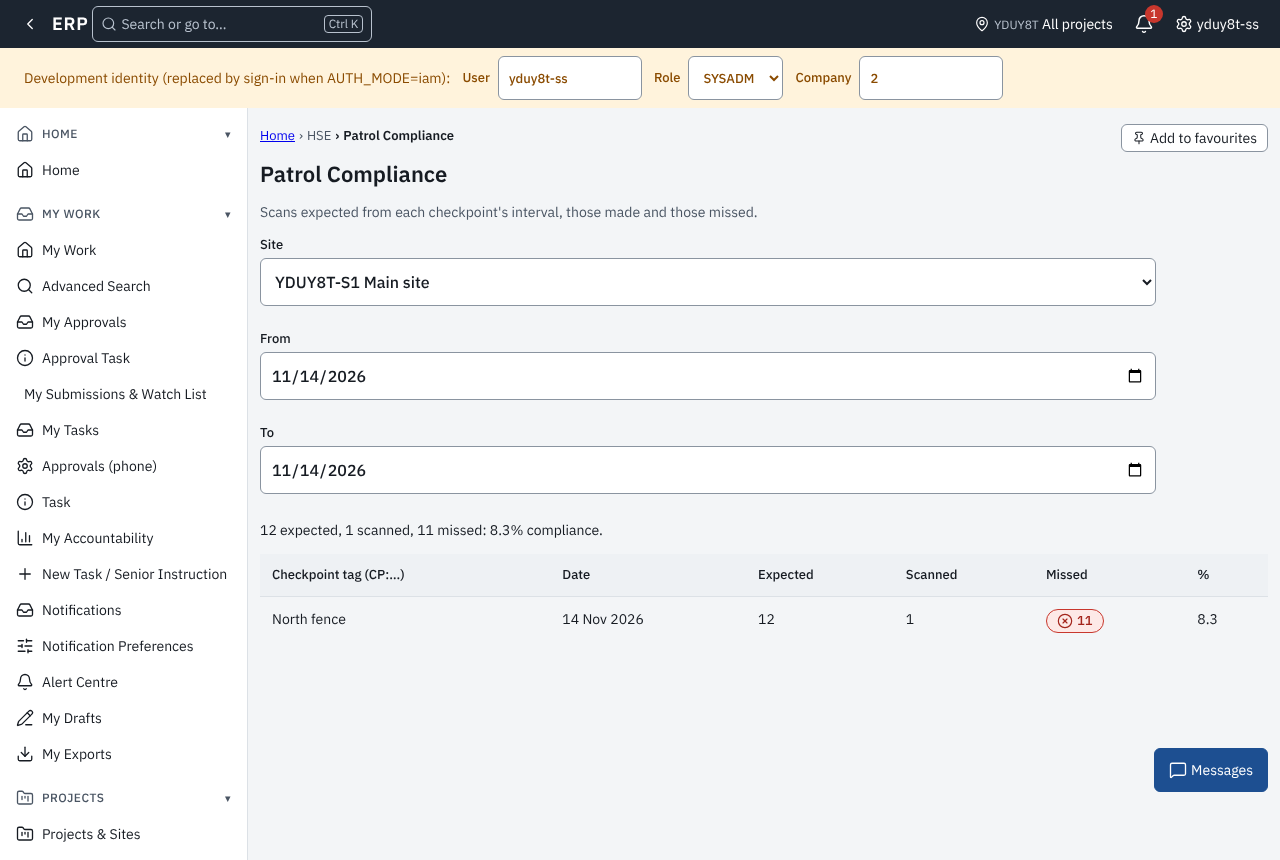 ERP
Search or go to...
Ctrl K
YDUY8T All projects
1
yduy8t-ss
Development identity (replaced by sign-in when AUTH_MODE=iam):
User
yduy8t-ss
Role
SYSADM
Company
2
HOME
Home
MY WORK
My Work
Advanced Search
My Approvals
Approval Task
My Submissions & Watch List
My Tasks
Approvals (phone)
Task
My Accountability
New Task / Senior Instruction
Notifications
Notification Preferences
Alert Centre
My Drafts
My Exports
PROJECTS
Projects & Sites
Home › HSE › Patrol Compliance
Add to favourites
Patrol Compliance
Scans expected from each checkpoint's interval, those made and those missed.
Site
YDUY8T-S1 Main site
From
11/14/2026
To
11/14/2026
12 expected, 1 scanned, 11 missed: 8.3% compliance.
Checkpoint tag (CP:...) Date Expected Scanned Missed %
North fence 14 Nov 2026 12 1 11 8.3
Messages